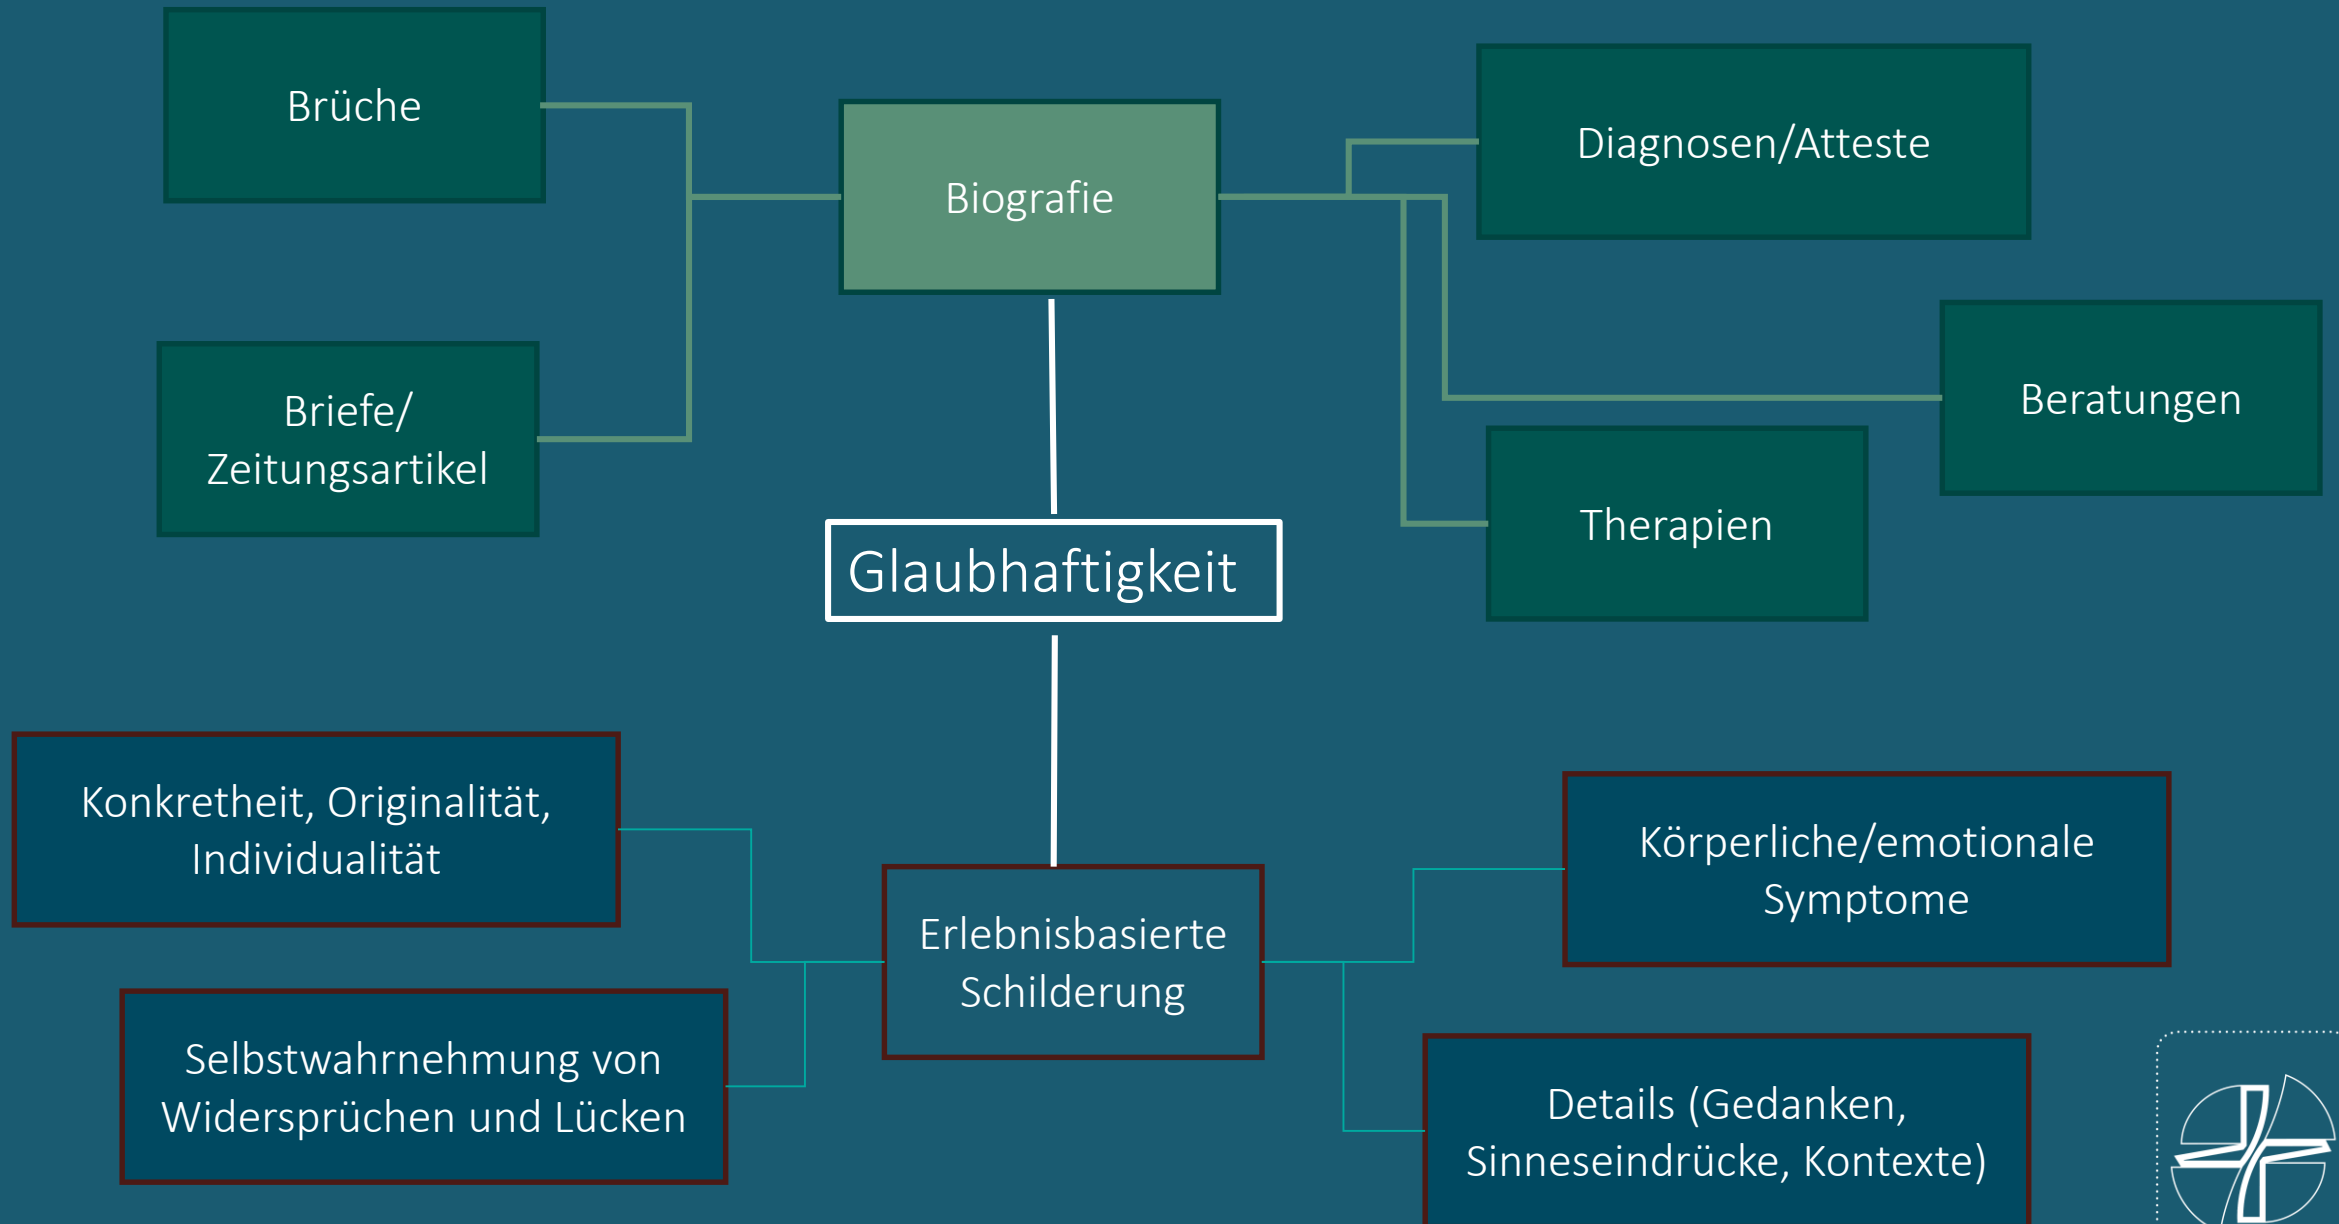 Brüche
Biografie
Diagnosen/Atteste
Briefe/
Zeitungsartikel
Beratungen
Therapien
Glaubhaftigkeit
Konkretheit, Originalität,
Individualität
Körperliche/emotionale
Symptome
Erlebnisbasierte
Schilderung
Selbstwahrnehmung von
Widersprüchen und Lücken
Details (Gedanken,
Sinneseindrücke, Kontexte)